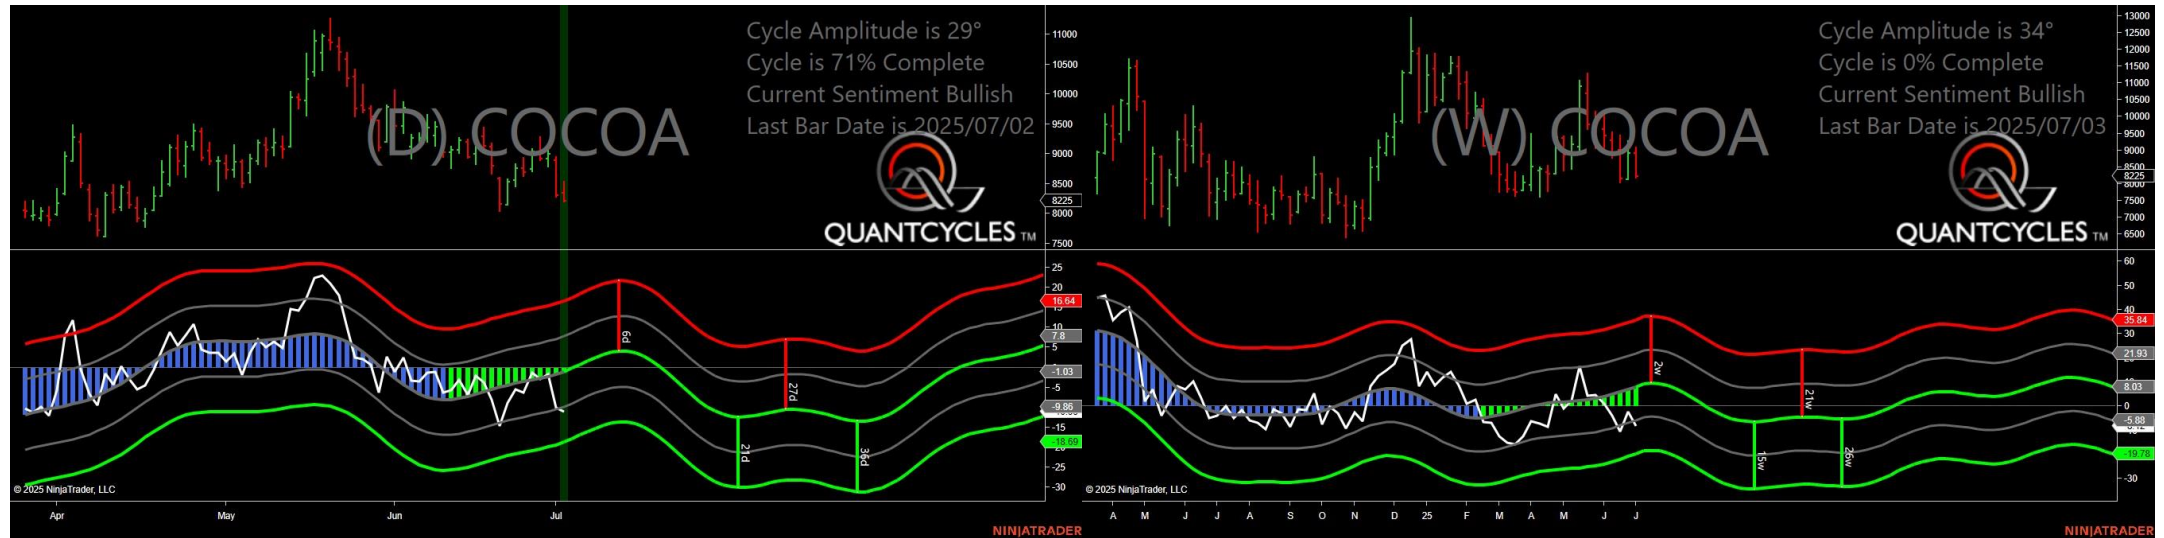 Cycle Amplitude is 29°
Cycle is 71% Complete
Current Sentiment Bullish
Last Bar Date is 2025/07/02
(D) COCOA
QUANTCYCLES TM
11000
10500
10000
9500
9000
8500
8225
8000
7500
25
20
16.64
10
7.8
5
-1.03
-5
-9.86
-15
-18.69
-25
-30
6d
27d
21d
36d
© 2025 NinjaTrader, LLC
Apr May Jun Jul
NINJATRADER
Cycle Amplitude is 34°
Cycle is 0% Complete
Current Sentiment Bullish
Last Bar Date is 2025/07/03
(W) COCOA
QUANTCYCLES TM
13000
12500
12000
11500
11000
10500
10000
9500
9000
8500
8225
8000
7500
7000
6500
60
50
40
35.84
30
21.93
8.03
0
-5.88
-19.78
-30
2w
21w
15w
26w
© 2025 NinjaTrader, LLC
A M J J A S O N D 25 F M A M J J
NINJATRADER